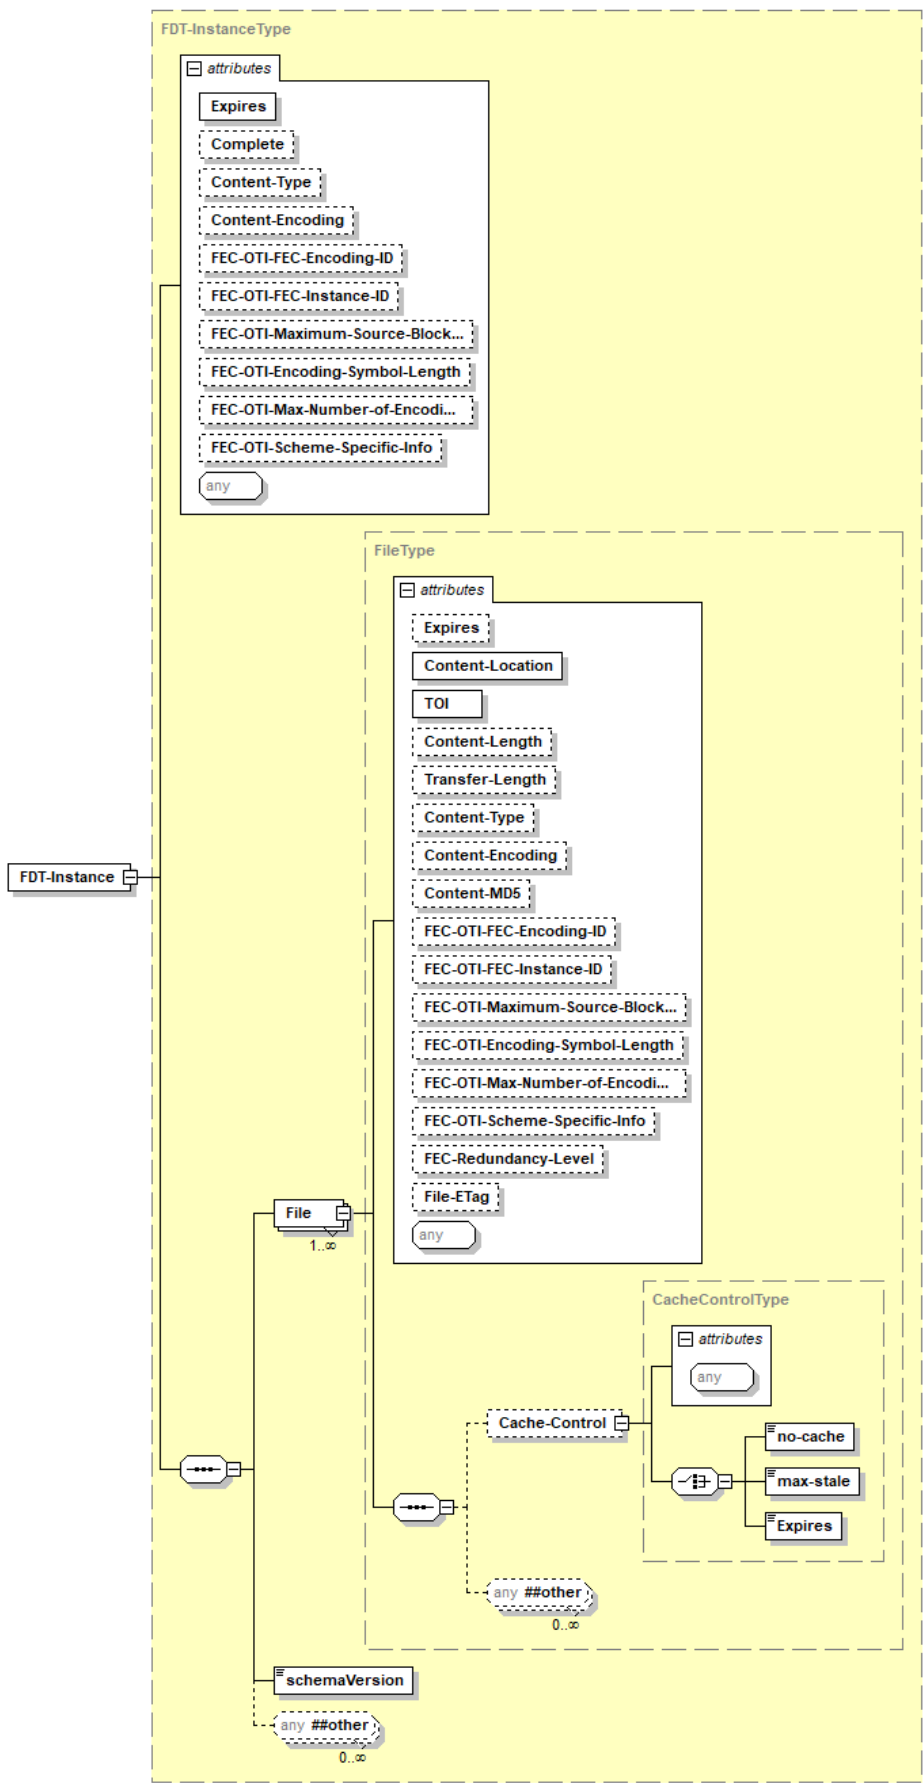 FDT-InstanceType
attributes
Expires
Complete
Content-Type
Content-Encoding
FEC-OTI-FEC-Encoding-ID
FEC-OTI-FEC-Instance-ID
FEC-OTI-Maximum-Source-Block...
FEC-OTI-Encoding-Symbol-Length
FEC-OTI-Max-Number-of-Encodi...
FEC-OTI-Scheme-Specific-Info
any
FileType
attributes
Expires
Content-Location
TOI
Content-Length
Transfer-Length
Content-Type
Content-Encoding
FDT-Instance
Content-MD5
FEC-OTI-FEC-Encoding-ID
FEC-OTI-FEC-Instance-ID
FEC-OTI-Maximum-Source-Block...
FEC-OTI-Encoding-Symbol-Length
FEC-OTI-Max-Number-of-Encodi...
FEC-OTI-Scheme-Specific-Info
FEC-Redundancy-Level
File-ETag
File
1..∞
any
CacheControlType
attributes
any
Cache-Control
no-cache
max-stale
Expires
any ##other
0..∞
schemaVersion
any ##other
0..∞